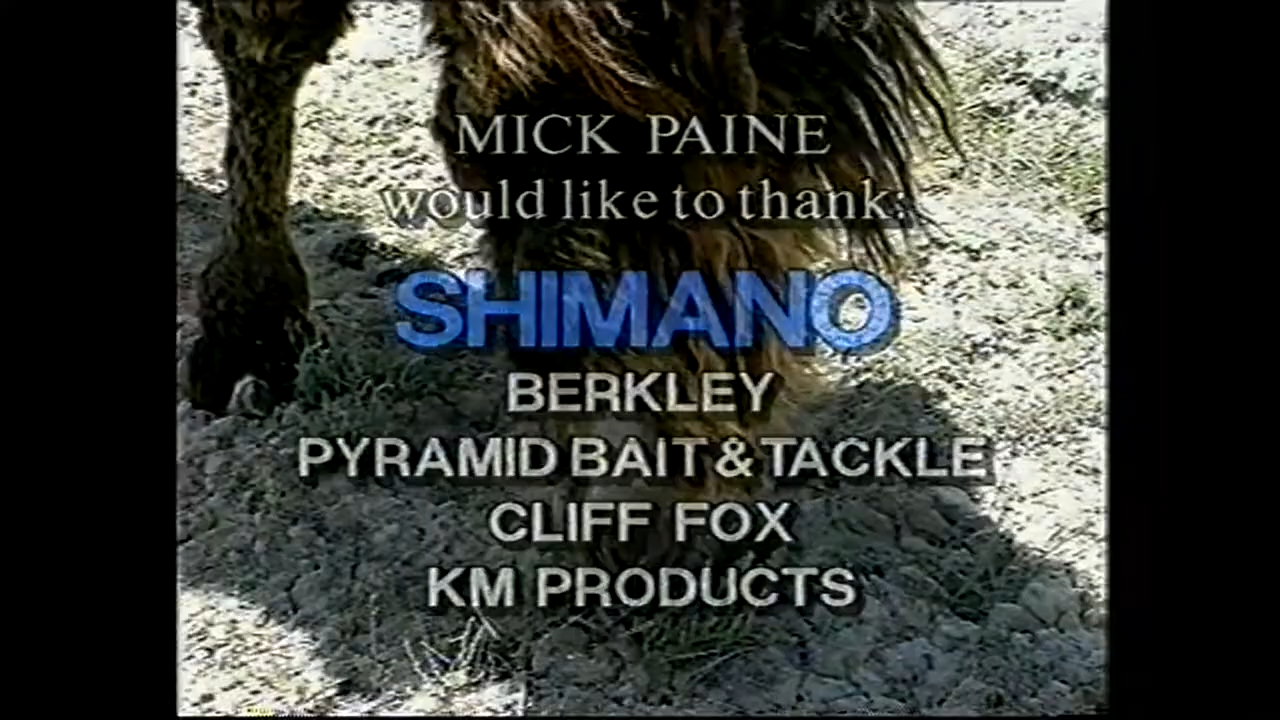 MICK PAINE
would like to thank:
SHIMANO
BERKLEY
PYRAMID BAIT & TACKLE
CLIFF FOX
KM PRODUCTS